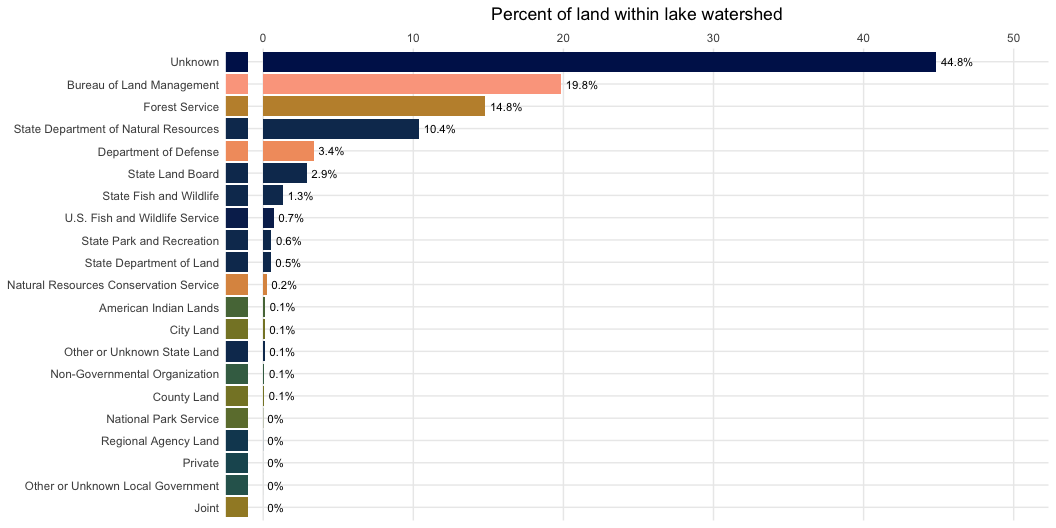 Percent of land within lake watershed
0 10 20 30 40 50
Unknown 44.8%
Bureau of Land Management 19.8%
Forest Service 14.8%
State Department of Natural Resources 10.4%
Department of Defense 3.4%
State Land Board 2.9%
State Fish and Wildlife 1.3%
U.S. Fish and Wildlife Service 0.7%
State Park and Recreation 0.6%
State Department of Land 0.5%
Natural Resources Conservation Service 0.2%
American Indian Lands 0.1%
City Land 0.1%
Other or Unknown State Land 0.1%
Non-Governmental Organization 0.1%
County Land 0.1%
National Park Service 0%
Regional Agency Land 0%
Private 0%
Other or Unknown Local Government 0%
Joint 0%